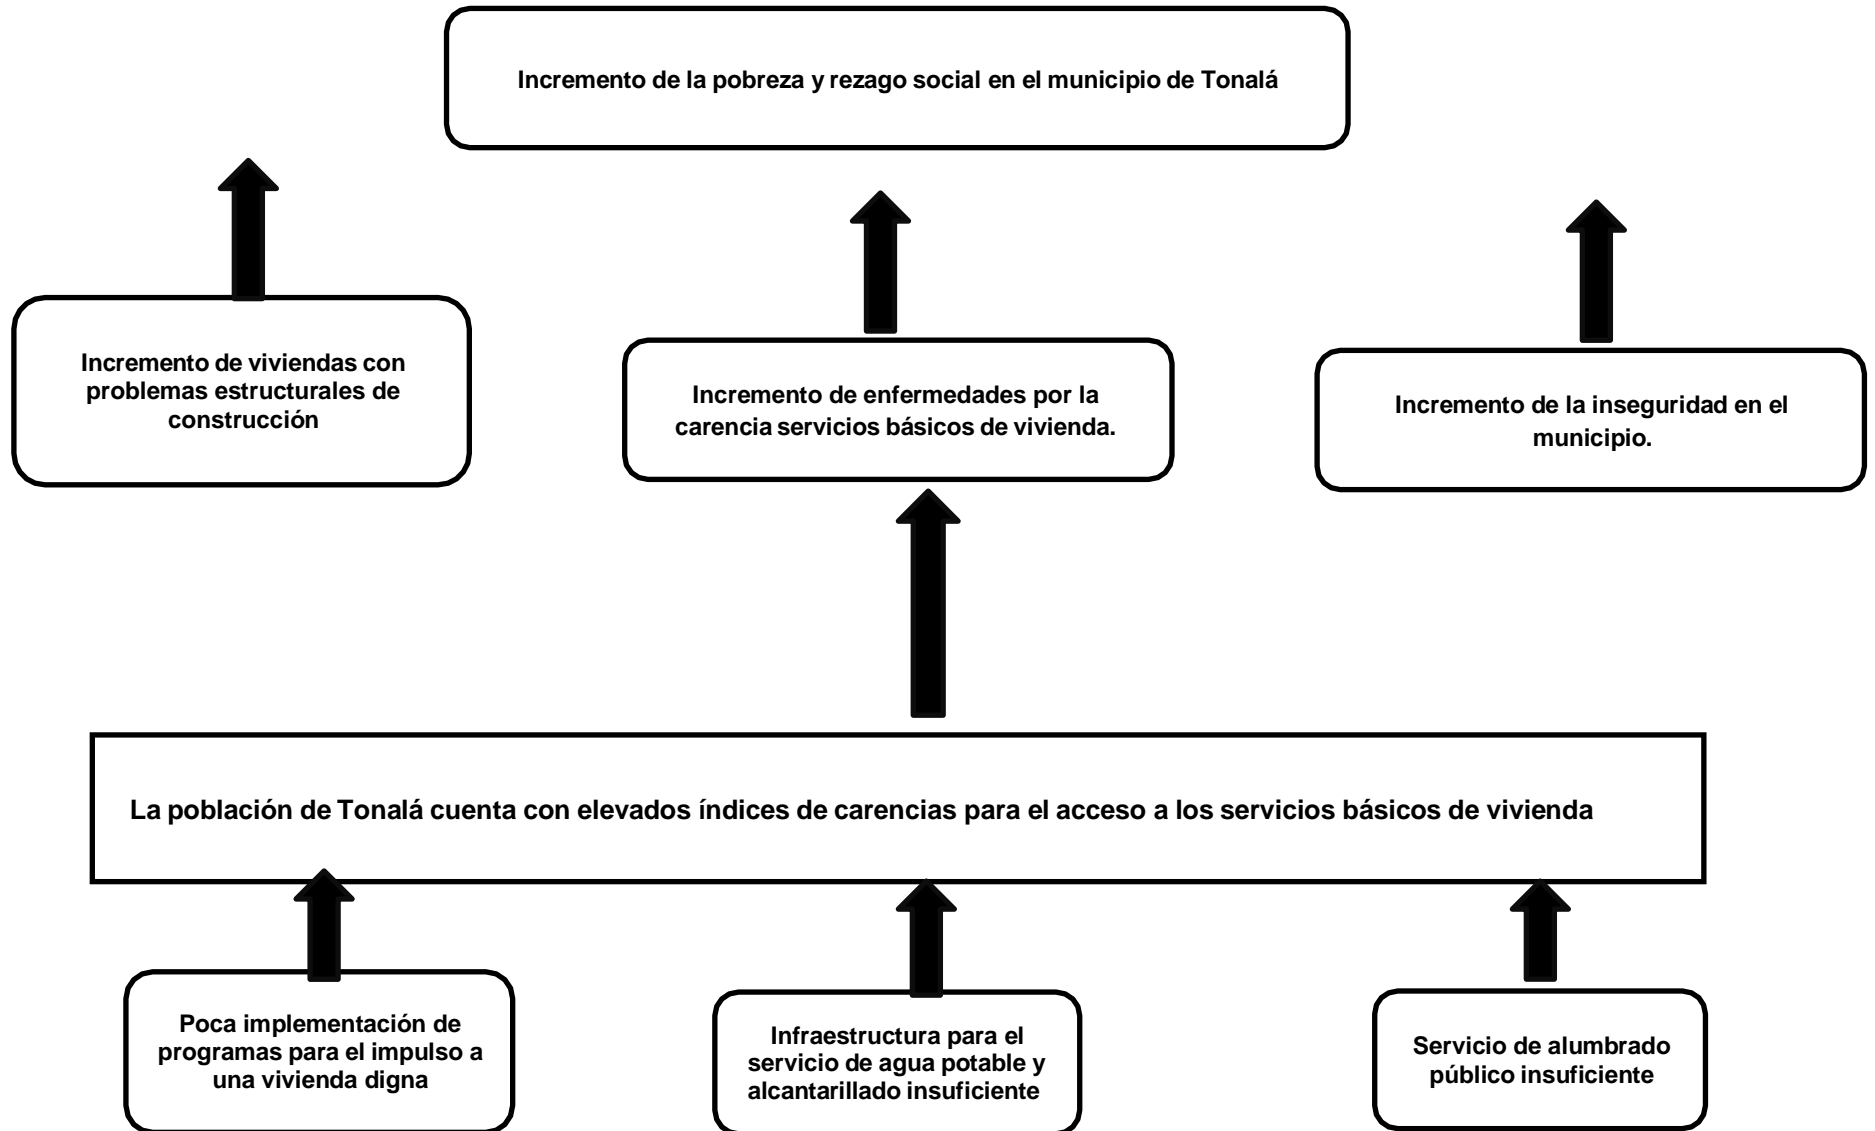 Incremento de la pobreza y rezago social en el municipio de Tonalá
Incremento de viviendas con
problemas estructurales de
construcción
Incremento de enfermedades por la
carencia servicios básicos de vivienda.
Incremento de la inseguridad en el
municipio.
La población de Tonalá cuenta con elevados índices de carencias para el acceso a los servicios básicos de vivienda
Poca implementación de
programas para el impulso a
una vivienda digna
Infraestructura para el
servicio de agua potable y
alcantarillado insuficiente
Servicio de alumbrado
público insuficiente